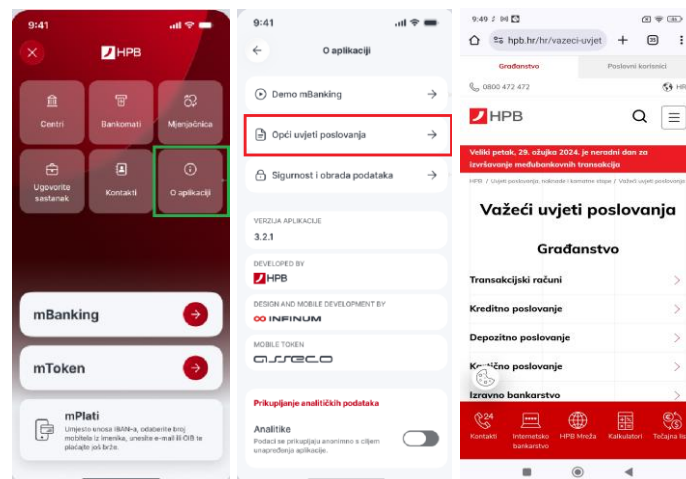 9:41
HPB
Centri
Bankomati
Mjenjačnica
Ugovorite
sastanak
Kontakti
O aplikaciji
mBanking
mToken
mPlati
Umjesto unosa IBAN-a, odaberite broj
mobitela iz imenika, unesite e-mail ili OIB te
plaćajte još brže.
9:41
O aplikaciji
Demo mBanking
Opći uvjeti poslovanja
Sigurnost i obrada podataka
VERZIJA APLIKACIJE
3.2.1
DEVELOPED BY
HPB
DESIGN AND MOBILE DEVELOPMENT BY
INFINUM
MOBILE TOKEN
asseco
Prikupljanje analitičkih podataka
Analitike
Podaci se prikupljaju anonimno s ciljem
unapređenja aplikacije.
9:49
hpb.hr/hr/vazeci-uvjet
Građanstvo
Poslovni korisnici
0800 472 472
HR
HPB
Veliki petak, 29. ožujka 2024. je neradni dan za
izvršavanje međubankovnih transakcija
HPB / Uvjeti poslovanja, naknade i kamatne stope / Važeći uvjeti poslovanja
Važeći uvjeti poslovanja
Građanstvo
Transakcijski računi
Kreditno poslovanje
Depozitno poslovanje
poslovanje
Izravno bankarstvo
24
Kontakti
Internetsko
bankarstvo
HPB Mreža
Kalkulatori
Tečajna lis